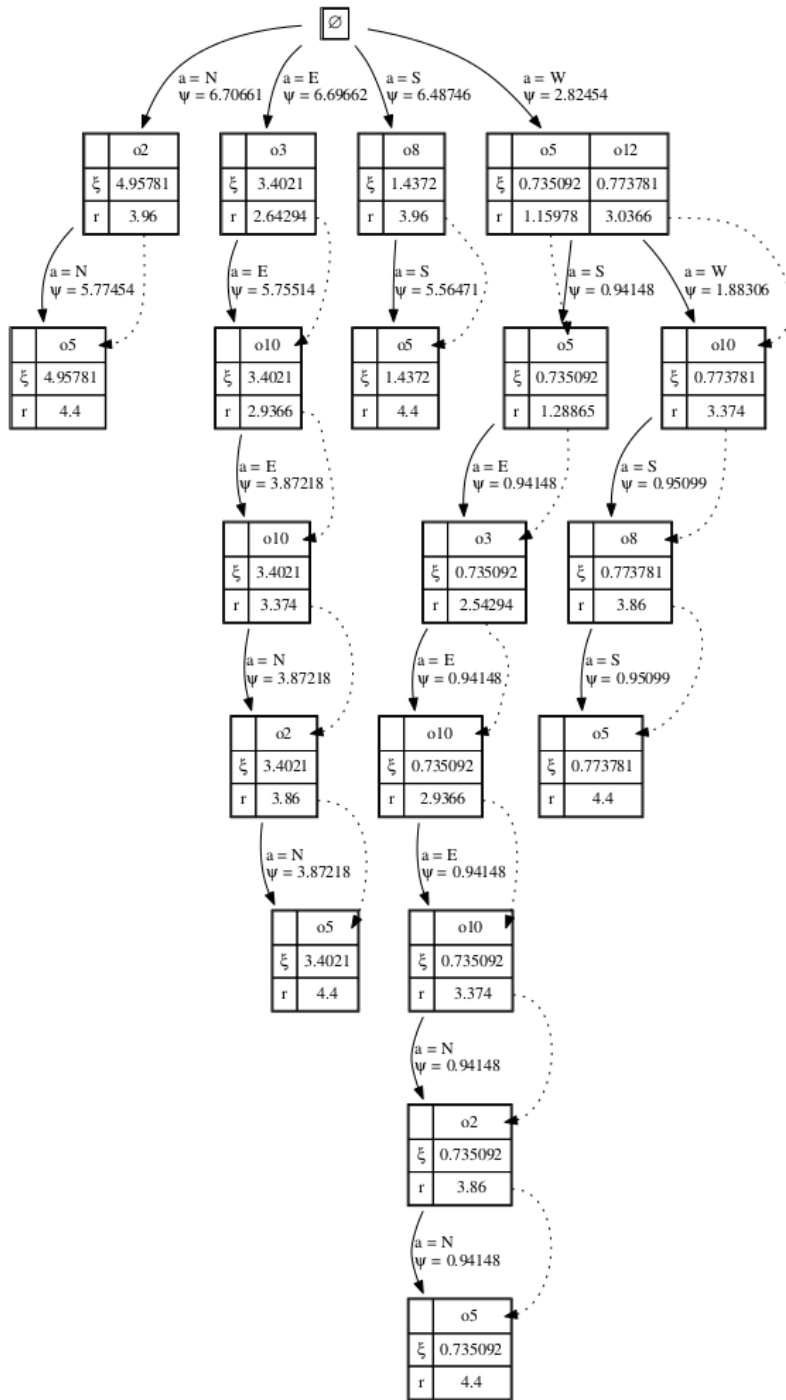 ∅
a = N
ψ = 6.70661
a = E
ψ = 6.69662
a = S
ψ = 6.48746
a = W
ψ = 2.82454
o2
ξ 4.95781
r 3.96
o3
ξ 3.4021
r 2.64294
o8
ξ 1.4372
r 3.96
o5 o12
ξ 0.735092 0.773781
r 1.15978 3.0366
a = N
ψ = 5.77454
a = E
ψ = 5.75514
a = S
ψ = 5.56471
a = S
ψ = 0.94148
a = W
ψ = 1.88306
o5
ξ 4.95781
r 4.4
o10
ξ 3.4021
r 2.9366
o5
ξ 1.4372
r 4.4
o5
ξ 0.735092
r 1.28865
o10
ξ 0.773781
r 3.374
a = E
ψ = 3.87218
a = E
ψ = 0.94148
a = S
ψ = 0.95099
o10
ξ 3.4021
r 3.374
o3
ξ 0.735092
r 2.54294
o8
ξ 0.773781
r 3.86
a = N
ψ = 3.87218
a = E
ψ = 0.94148
a = S
ψ = 0.95099
o2
ξ 3.4021
r 3.86
o10
ξ 0.735092
r 2.9366
o5
ξ 0.773781
r 4.4
a = N
ψ = 3.87218
a = E
ψ = 0.94148
o5
ξ 3.4021
r 4.4
o10
ξ 0.735092
r 3.374
a = N
ψ = 0.94148
o2
ξ 0.735092
r 3.86
a = N
ψ = 0.94148
o5
ξ 0.735092
r 4.4